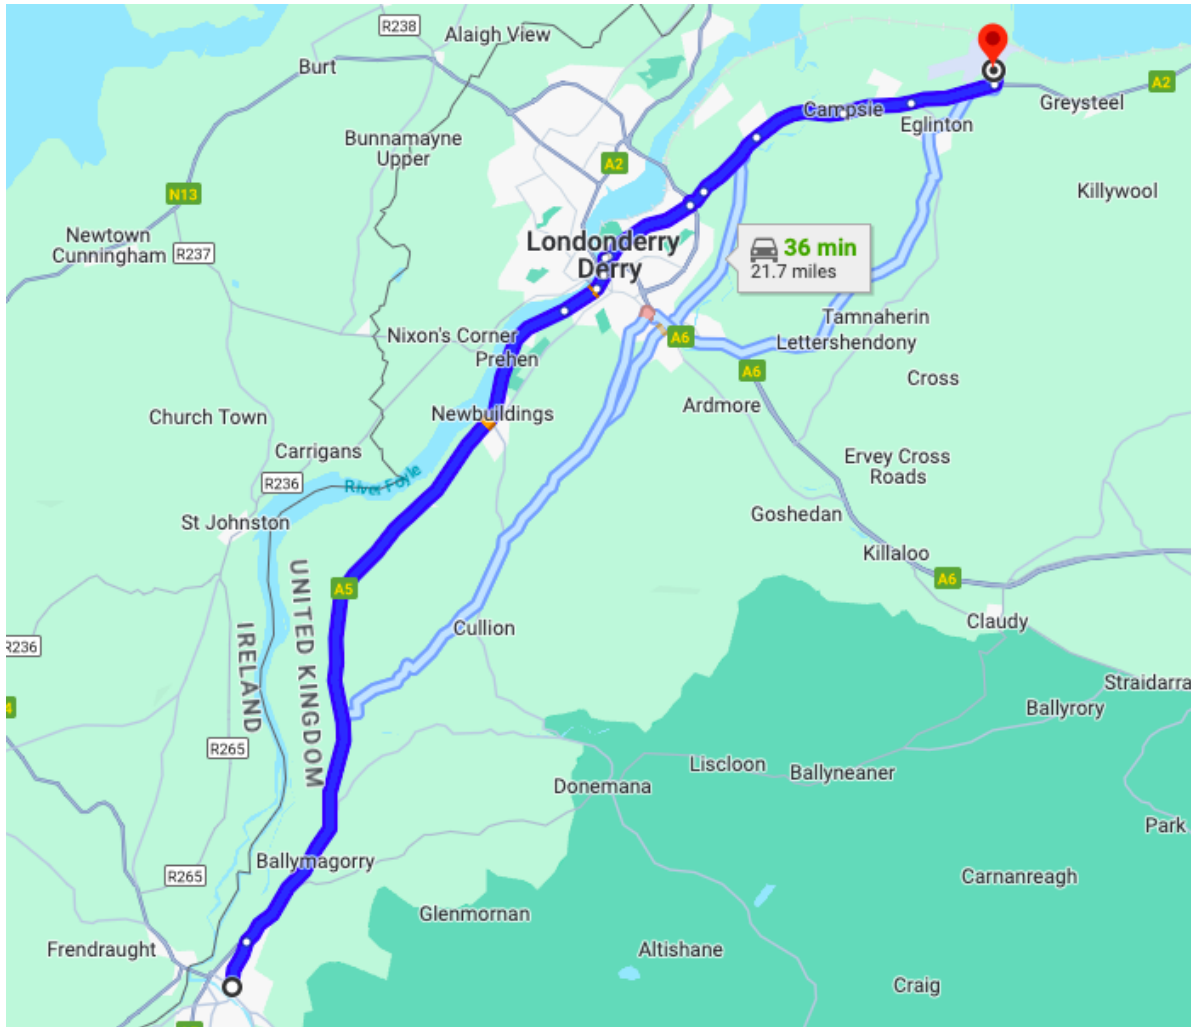 R238
Alaigh View
Burt
A2
Greysteel
Campsie
Eglinton
Bunnamayne
Upper
A2
N13
Killywool
Newtown
Cunningham
R237
Londonderry
Derry
36 min
21.7 miles
Tamnaherin
Nixon's Corner
A6
Lettershendony
Prehen
A6
Cross
Ardmore
Church Town
Newbuildings
Carrigans
Ervey Cross
Roads
R236
River Foyle
St Johnston
Goshedan
Killaloo
A5
A6
UNITED KINGDOM
IRELAND
Cullion
Claudy
R236
Straidarra
4
Ballyrory
R265
Liscloon
Ballyneaner
Donemana
Park
Ballymagorry
R265
Carnanreagh
Glenmornan
Frendraught
Altishane
Craig